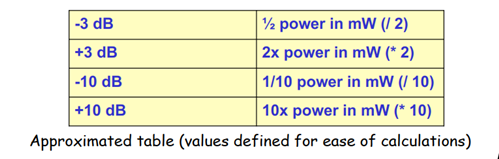 -3 dB ½ power in mW (/ 2)
+3 dB 2x power in mW (* 2)
-10 dB 1/10 power in mW (/ 10)
+10 dB 10x power in mW (* 10)
Approximated table (values defined for ease of calculations)